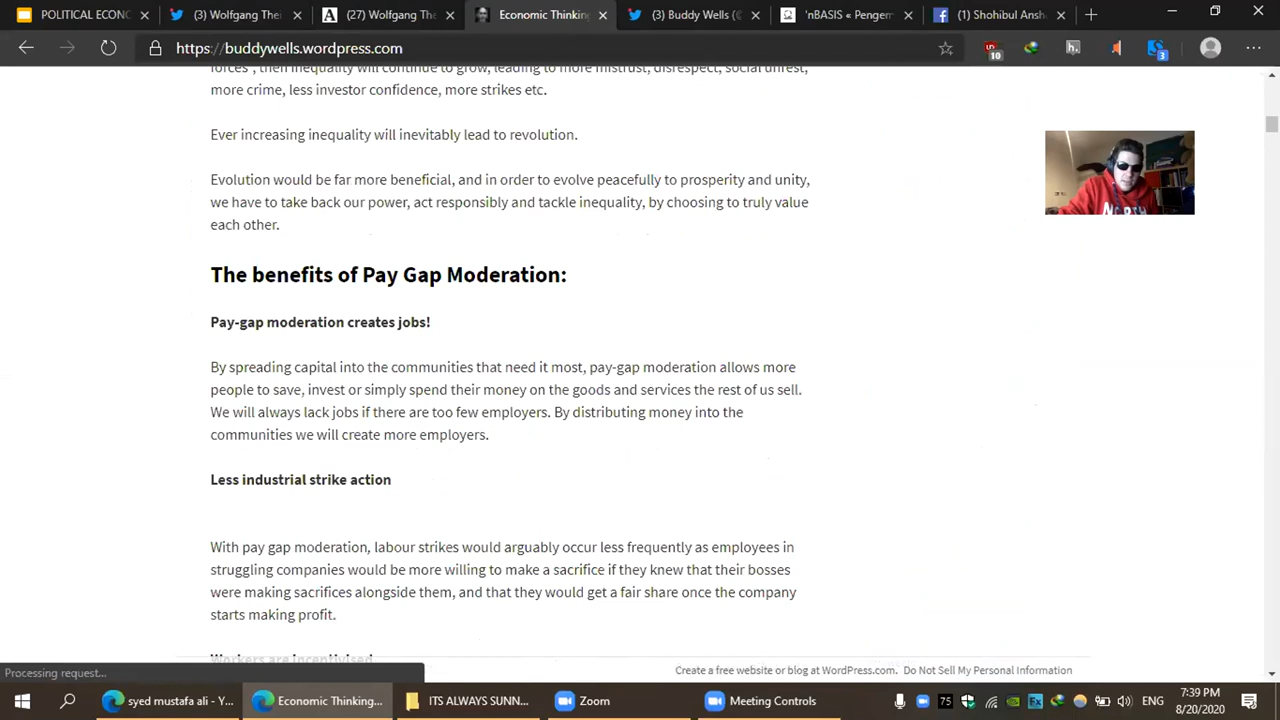 POLITICAL ECONO
(3) Wolfgang The
(27) Wolfgang The
Economic Thinkin
(3) Buddy Wells (
'nBASIS « Pengem
(1) Shohibul Ansh
https://buddywells.wordpress.com
10
h.
3
forces", then inequality will continue to grow, leading to more mistrust, disrespect, social unrest,
more crime, less investor confidence, more strikes etc.
Ever increasing inequality will inevitably lead to revolution.
Evolution would be far more beneficial, and in order to evolve peacefully to prosperity and unity,
we have to take back our power, act responsibly and tackle inequality, by choosing to truly value
each other.
The benefits of Pay Gap Moderation:
Pay-gap moderation creates jobs!
By spreading capital into the communities that need it most, pay-gap moderation allows more
people to save, invest or simply spend their money on the goods and services the rest of us sell.
We will always lack jobs if there are too few employers. By distributing money into the
communities we will create more employers.
Less industrial strike action
With pay gap moderation, labour strikes would arguably occur less frequently as employees in
struggling companies would be more willing to make a sacrifice if they knew that their bosses
were making sacrifices alongside them, and that they would get a fair share once the company
starts making profit.
Workers are incentivised
Processing request...
Create a free website or blog at WordPress.com. Do Not Sell My Personal Information
syed mustafa ali - Y...
Economic Thinking...
ITS ALWAYS SUNN...
Zoom
Meeting Controls
75
ENG
7:39 PM
8/20/2020